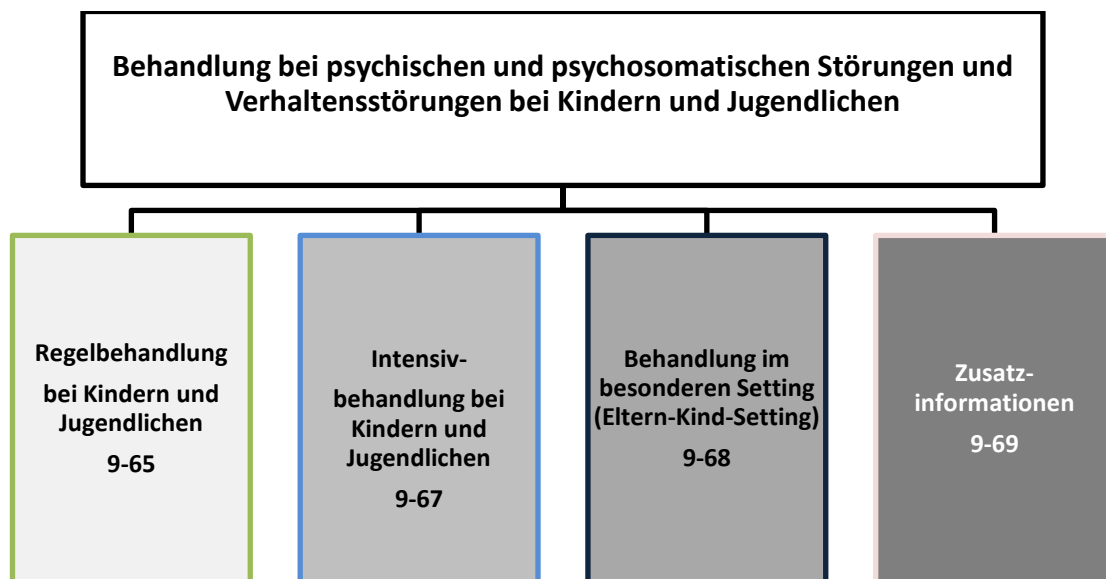 Behandlung bei psychischen und psychosomatischen Störungen und
Verhaltensstörungen bei Kindern und Jugendlichen
Regelbehandlung
bei Kindern und
Jugendlichen
9-65
Intensiv-
behandlung bei
Kindern und
Jugendlichen
9-67
Behandlung im
besonderen Setting
(Eltern-Kind-Setting)
9-68
Zusatz-
informationen
9-69